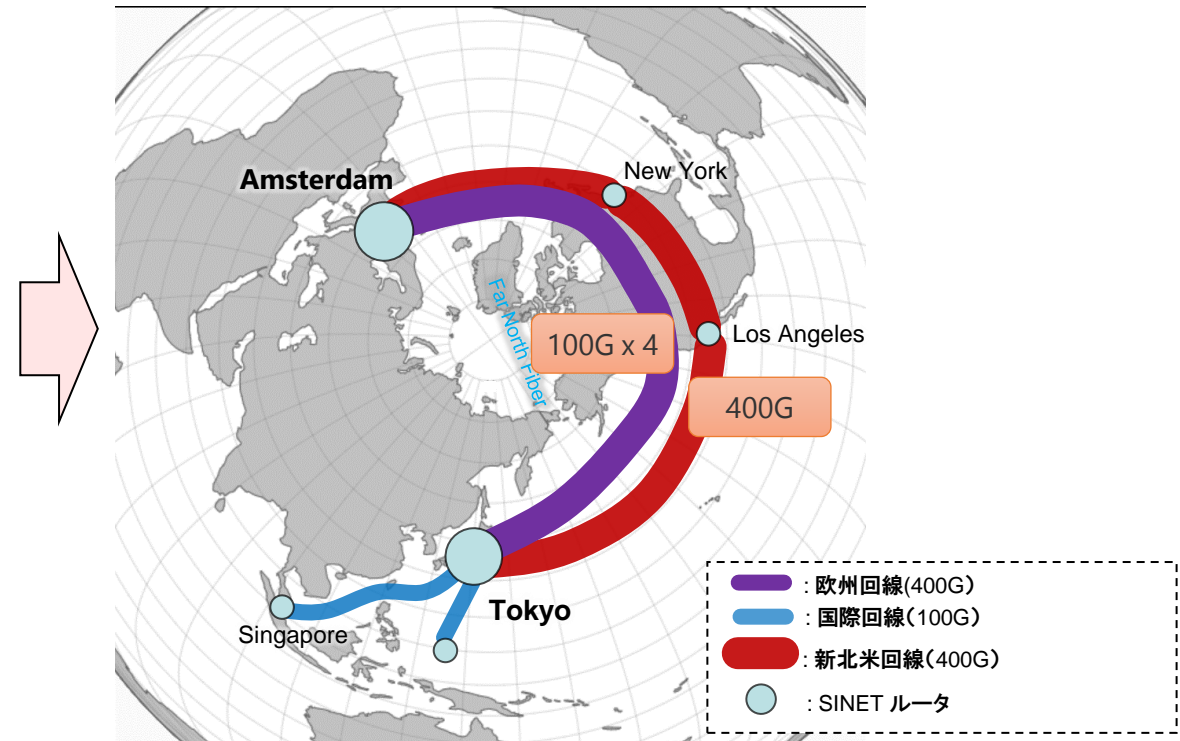 Amsterdam
New York
Far North Fiber
100G x 4
Los Angeles
400G
Tokyo
Singapore
: 欧州回線(400G）
: 国際回線（100G）
: 新北米回線（400G）
: SINET ルータ